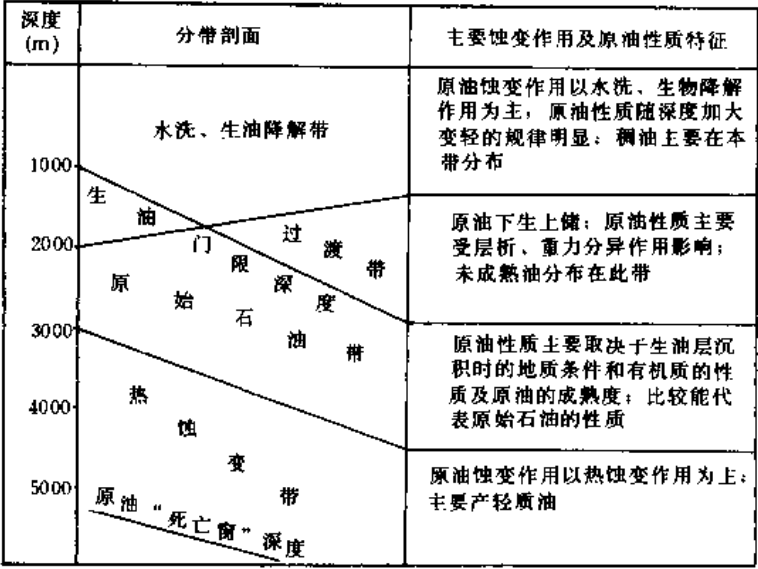 深度
(m)
分带剖面
主要蚀变作用及原油性质特征
水洗、生油降解带
原油蚀变作用以水洗、生物降解
作用为主，原油性质随深度加大
变轻的规律明显；稠油主要在本
带分布
1000
生油门限深度
过渡带
2000
原油下生上储；原油性质主要
受层析、重力分异作用影响；
未成熟油分布在此带
原始石油带
3000
原油性质主要取决于生油层沉
积时的地质条件和有机质的性
质及原油的成熟度；比较能代
表原始石油的性质
热蚀变带
4000
原油蚀变作用以热蚀变作用为上；
主要产轻质油
5000
原油“死亡窗”深度